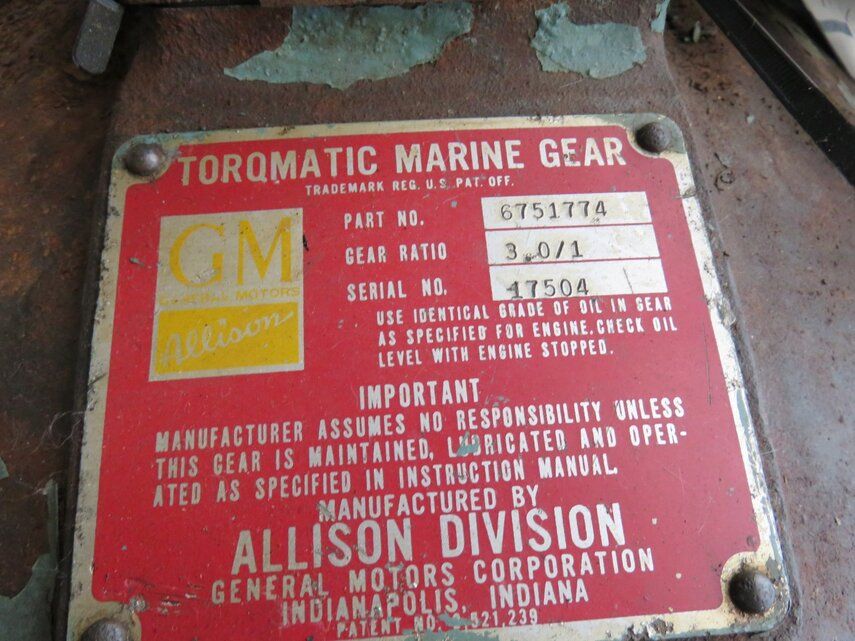 TORQMATIC MARINE GEAR
TRADEMARK REG. U.S. PAT. OFF.
GM
GENERAL MOTORS
Allison
PART NO. 6751774
GEAR RATIO 3.0/1
SERIAL NO. 17504
USE IDENTICAL GRADE OF OIL IN GEAR
AS SPECIFIED FOR ENGINE. CHECK OIL
LEVEL WITH ENGINE STOPPED.
IMPORTANT
MANUFACTURER ASSUMES NO RESPONSIBILITY UNLESS
THIS GEAR IS MAINTAINED, LUBRICATED AND OPER-
ATED AS SPECIFIED IN INSTRUCTION MANUAL.
MANUFACTURED BY
ALLISON DIVISION
GENERAL MOTORS CORPORATION
INDIANAPOLIS, INDIANA
PATENT NO.